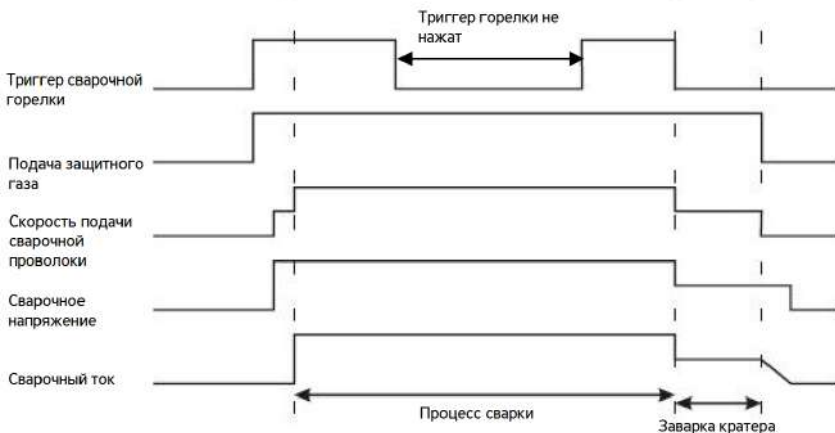 Триггер горелки не
нажат
Триггер сварочной
горелки
Подача защитного
газа
Скорость подачи
сварочной
проволоки
Сварочное
напряжение
Сварочный ток
Процесс сварки
Заварка кратера